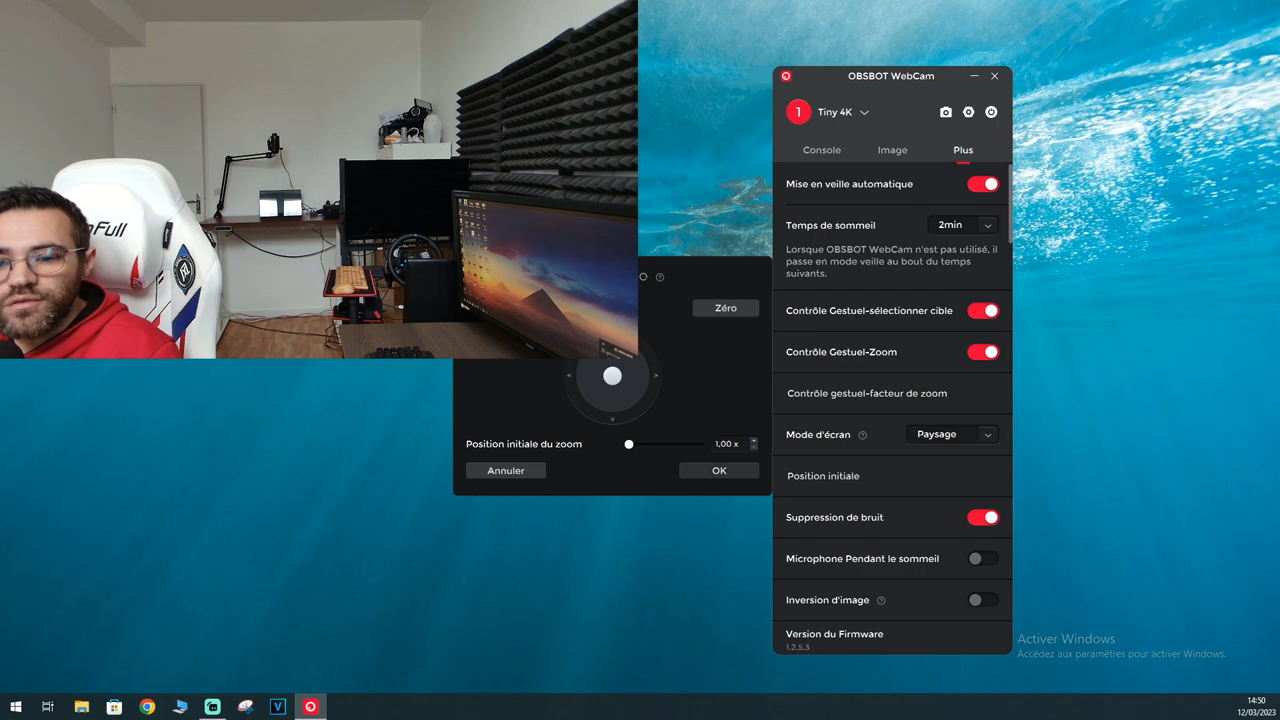 OBSBOT WebCam
1
Tiny 4K
Console
Image
Plus
Mise en veille automatique
Temps de sommeil
2min
Lorsque OBSBOT WebCam n'est pas utilisé, il
passe en mode veille au bout du temps
suivants.
Contrôle Gestuel-sélectionner cible
Contrôle Gestuel-Zoom
Contrôle gestuel-facteur de zoom
Mode d'écran
Paysage
Position initiale
Suppression de bruit
Microphone Pendant le sommeil
Inversion d'image
Version du Firmware
1.2.5.3
Zéro
Position initiale du zoom
1,00 x
Annuler
OK
Activer Windows
Accédez aux paramètres pour activer Windows.
V
14:50
12/03/2023